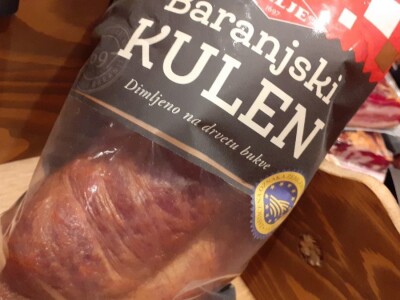 Baranjski
KULEN
Dimljeno na drvetu bukve